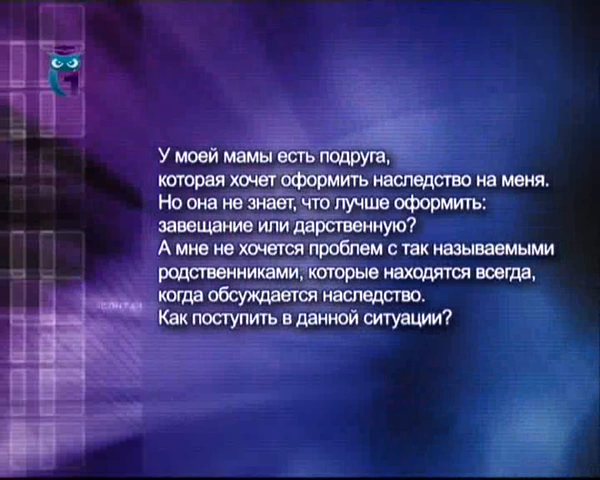 У моей мамы есть подруга,
которая хочет оформить наследство на меня.
Но она не знает, что лучше оформить:
завещание или дарственную?
А мне не хочется проблем с так называемыми
родственниками, которые находятся всегда,
когда обсуждается наследство.
Как поступить в данной ситуации?